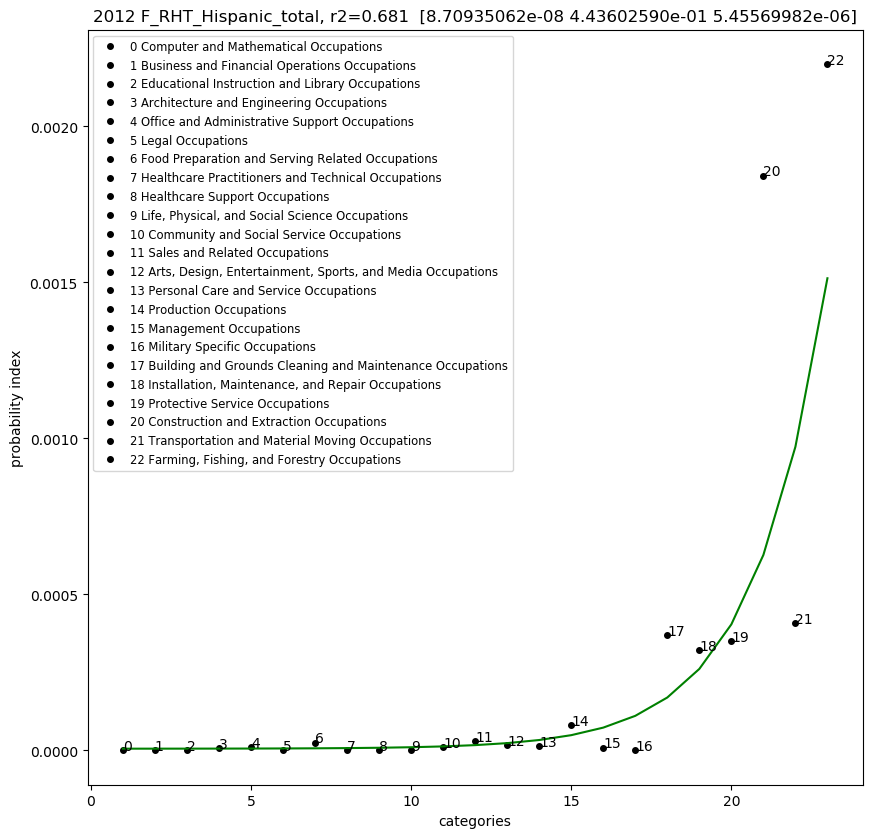 2012 F_RHT_Hispanic_total, r2=0.681 [8.70935062e-08 4.43602590e-01 5.45569982e-06]
0 Computer and Mathematical Occupations
1 Business and Financial Operations Occupations
2 Educational Instruction and Library Occupations
3 Architecture and Engineering Occupations
4 Office and Administrative Support Occupations
5 Legal Occupations
6 Food Preparation and Serving Related Occupations
7 Healthcare Practitioners and Technical Occupations
8 Healthcare Support Occupations
9 Life, Physical, and Social Science Occupations
10 Community and Social Service Occupations
11 Sales and Related Occupations
12 Arts, Design, Entertainment, Sports, and Media Occupations
13 Personal Care and Service Occupations
14 Production Occupations
15 Management Occupations
16 Military Specific Occupations
17 Building and Grounds Cleaning and Maintenance Occupations
18 Installation, Maintenance, and Repair Occupations
19 Protective Service Occupations
20 Construction and Extraction Occupations
21 Transportation and Material Moving Occupations
22 Farming, Fishing, and Forestry Occupations
probability index
0.0020
0.0015
0.0010
0.0005
0.0000
0
1
2
3
4
5
6
7
8
9
10
11
12
13
14
15
16
17
18
19
20
21
22
0 5 10 15 20
categories